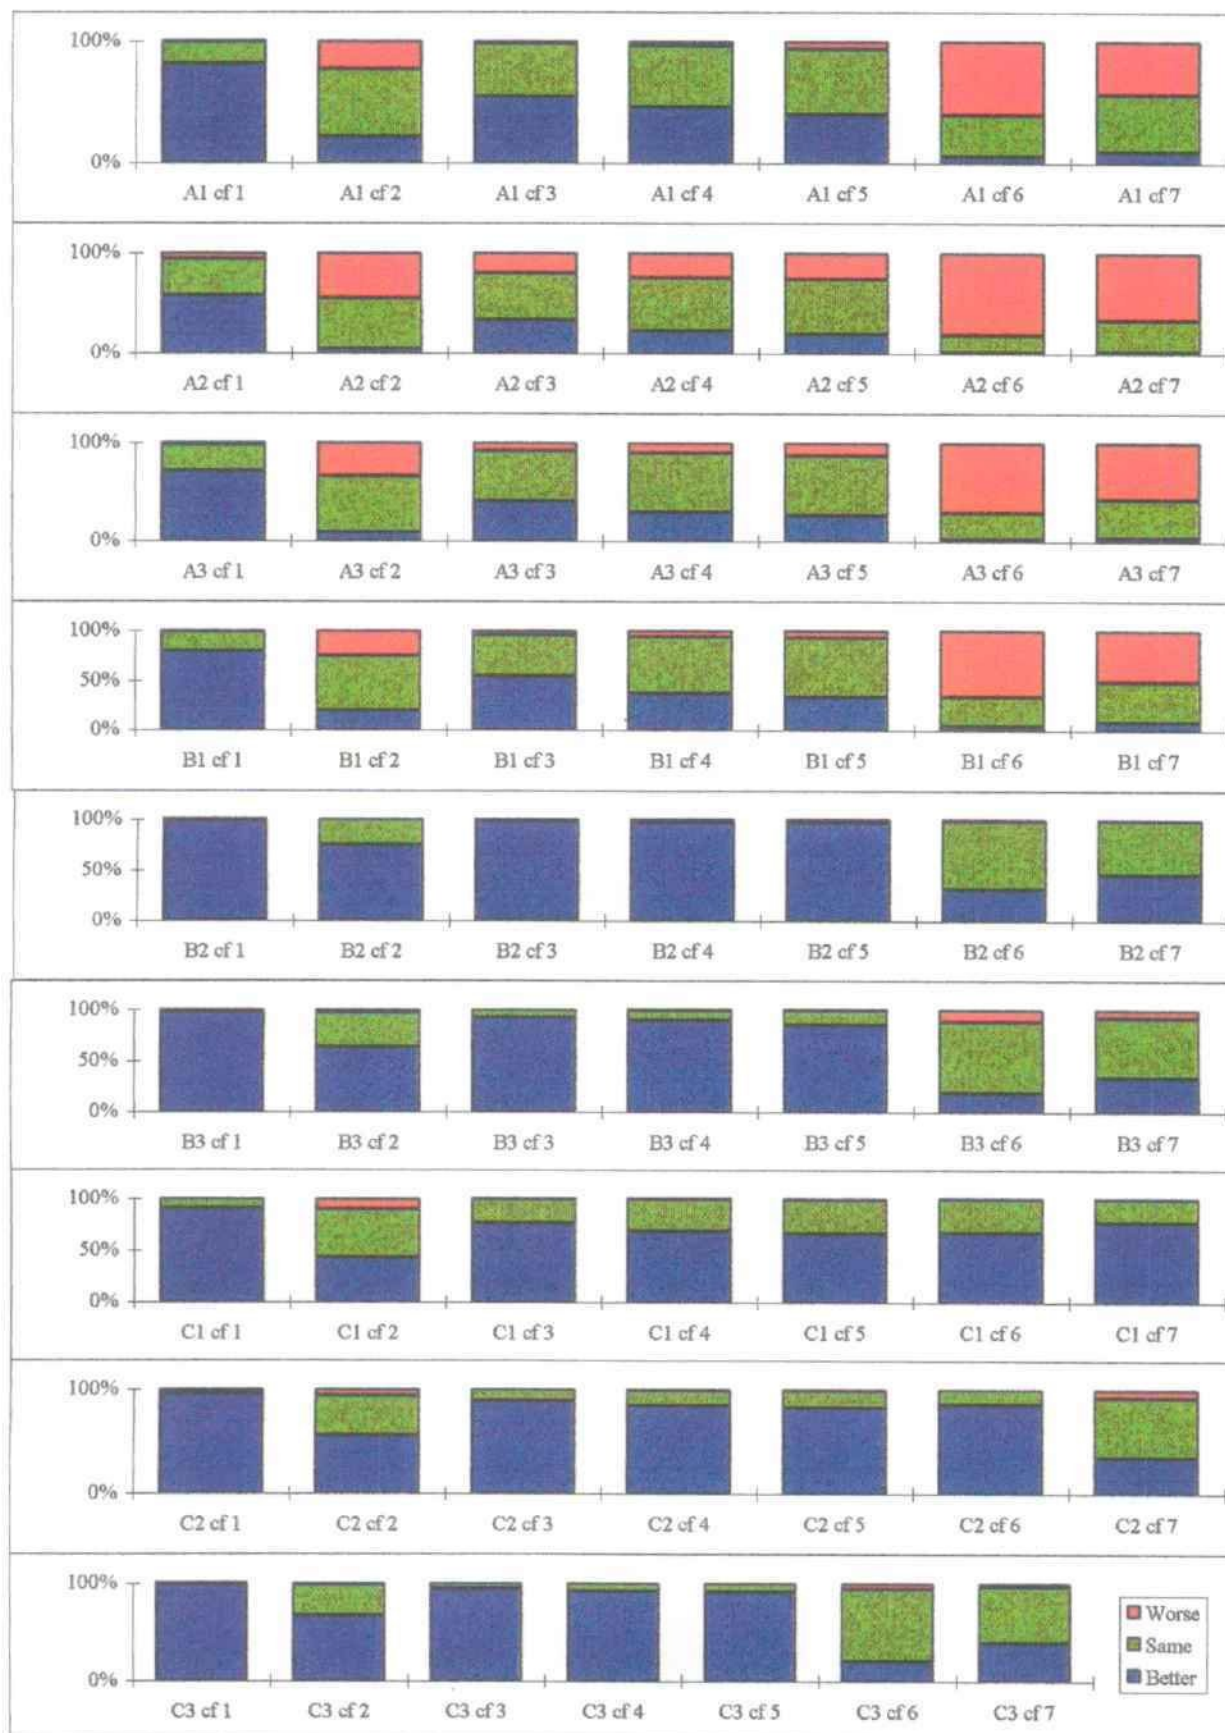 100%
0%
A1 cf 1 A1 cf 2 A1 cf 3 A1 cf 4 A1 cf 5 A1 cf 6 A1 cf 7
100%
0%
A2 cf 1 A2 cf 2 A2 cf 3 A2 cf 4 A2 cf 5 A2 cf 6 A2 cf 7
100%
0%
A3 cf 1 A3 cf 2 A3 cf 3 A3 cf 4 A3 cf 5 A3 cf 6 A3 cf 7
100%
50%
0%
B1 cf 1 B1 cf 2 B1 cf 3 B1 cf 4 B1 cf 5 B1 cf 6 B1 cf 7
100%
50%
0%
B2 cf 1 B2 cf 2 B2 cf 3 B2 cf 4 B2 cf 5 B2 cf 6 B2 cf 7
100%
50%
0%
B3 cf 1 B3 cf 2 B3 cf 3 B3 cf 4 B3 cf 5 B3 cf 6 B3 cf 7
100%
50%
0%
C1 cf 1 C1 cf 2 C1 cf 3 C1 cf 4 C1 cf 5 C1 cf 6 C1 cf 7
100%
0%
C2 cf 1 C2 cf 2 C2 cf 3 C2 cf 4 C2 cf 5 C2 cf 6 C2 cf 7
100%
0%
C3 cf 1 C3 cf 2 C3 cf 3 C3 cf 4 C3 cf 5 C3 cf 6 C3 cf 7
Worse
Same
Better